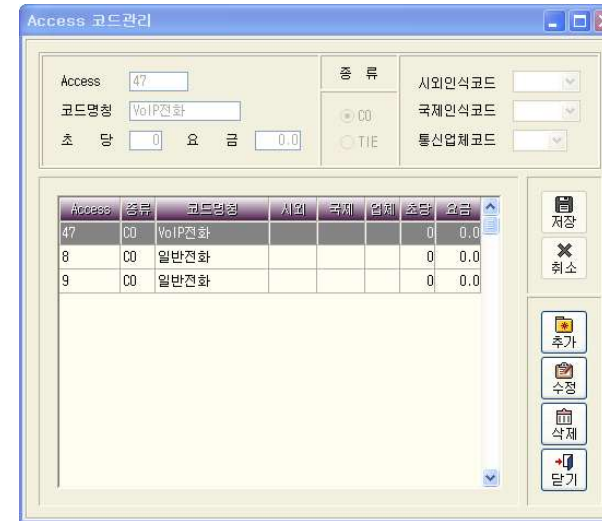 Access 코드관리
Access 47
코드명칭 VoIP전화
초 당 0 요 금 0.0
종 류
CO
TIE
시외인식코드
국제인식코드
통신업체코드
Access 종류 코드명칭 시외 국제 업체 초당 요금
47 CO VoIP전화 0 0.0
8 CO 일반전화 0 0.0
9 CO 일반전화 0 0.0
저장
취소
추가
수정
삭제
닫기